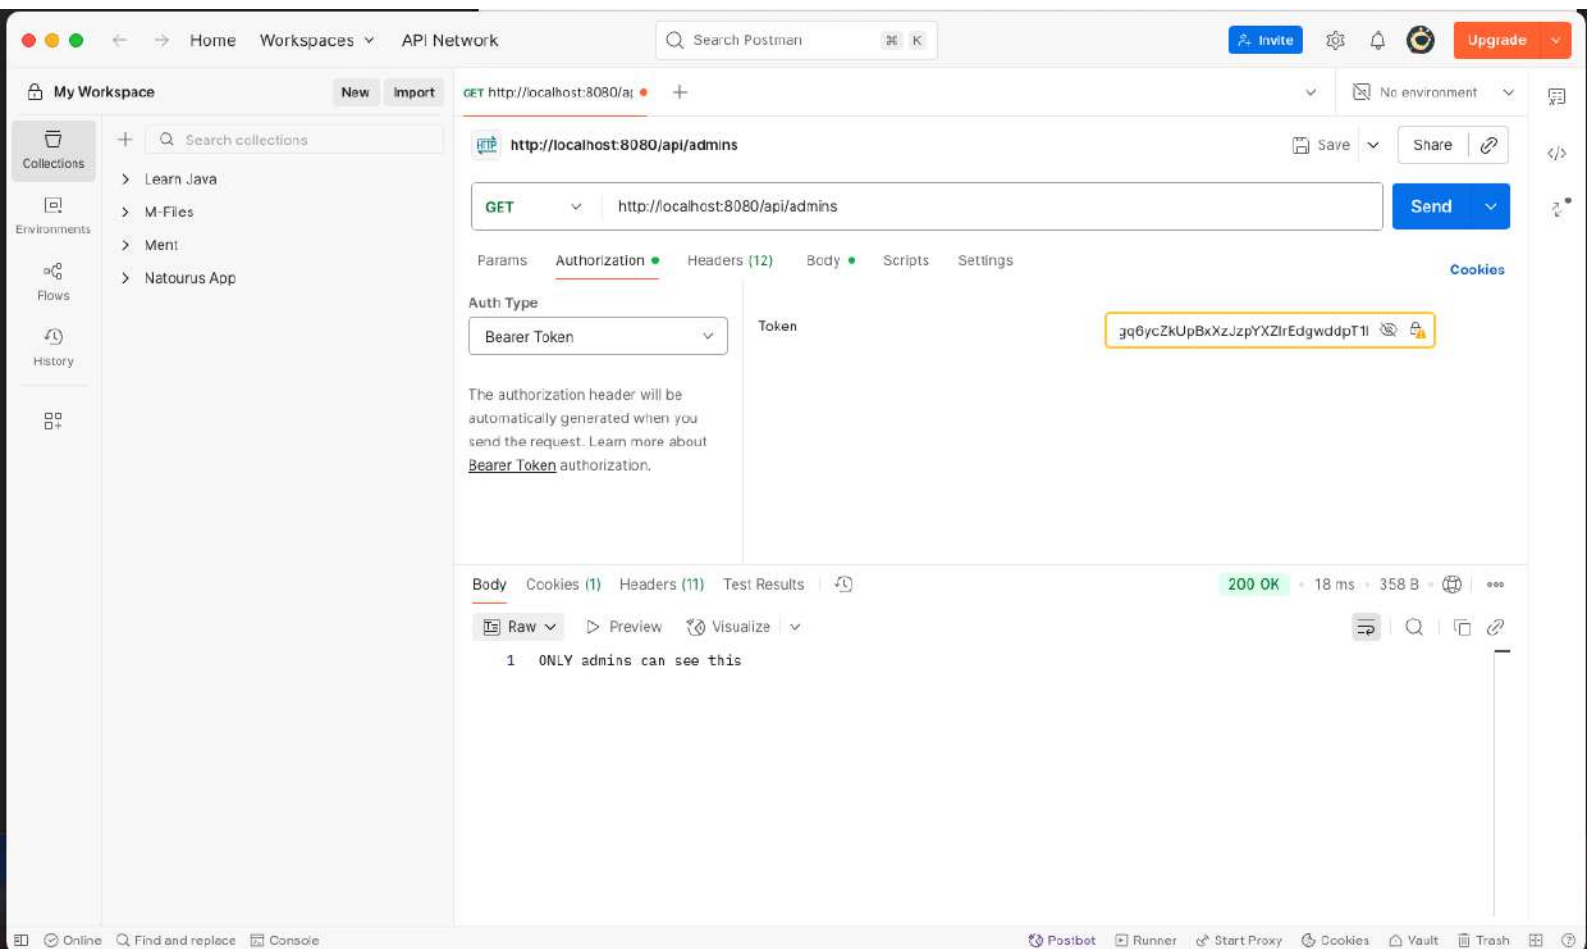 Home Workspaces API Network Search Postman ⌘ K Invite Upgrade
My Workspace New Import GET http://localhost:8080/ap No environment
Collections Search collections http://localhost:8080/api/admins Save Share
Learn Java
M-Files GET http://localhost:8080/api/admins Send
Environments
Ment
Flows
Natourus App Params Authorization Headers (12) Body Scripts Settings Cookies
History
Auth Type
Bearer Token
Token gq6ycZkUpBxXzJzpYXZIrEdgwddpT1l
The authorization header will be
automatically generated when you
send the request. Learn more about
Bearer Token authorization.
Body Cookies (1) Headers (11) Test Results 200 OK 18 ms 358 B
Raw Preview Visualize
1 ONLY admins can see this
Online Find and replace Console Postbot Runner Start Proxy Cookies Vault Trash